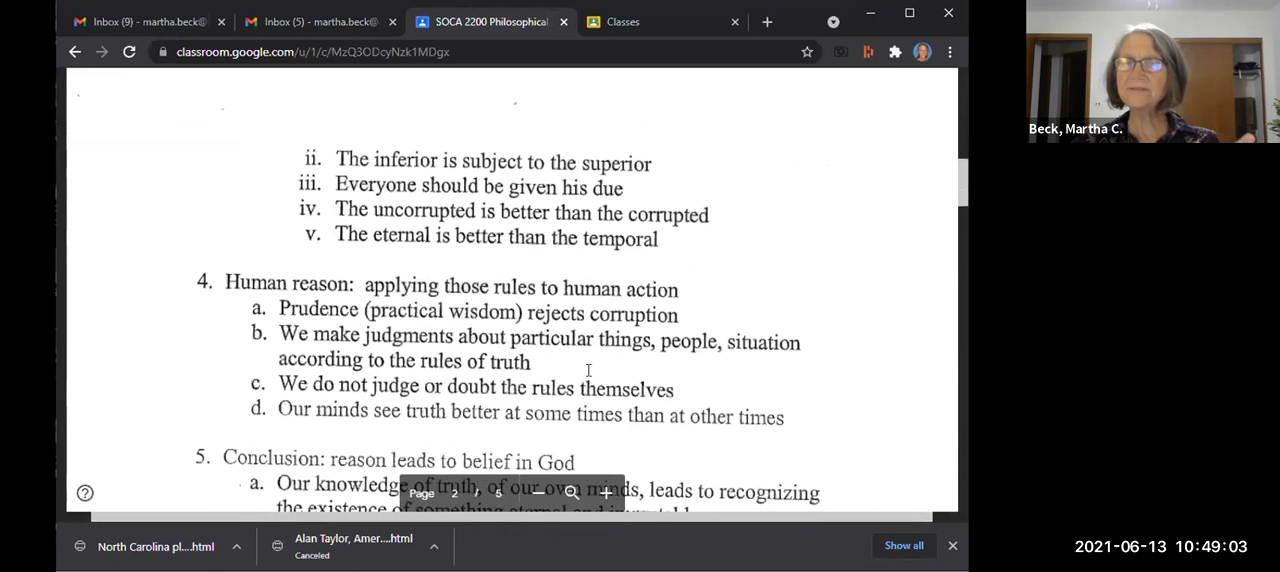 Inbox (9) - martha.beck@
Inbox (5) - martha.beck@
SOCA 2200 Philosophical
Classes
classroom.google.com/u/1/c/MzQ3ODcyNzk1MDgx
Beck, Martha C.
ii. The inferior is subject to the superior
iii. Everyone should be given his due
iv. The uncorrupted is better than the corrupted
v. The eternal is better than the temporal
4. Human reason: applying those rules to human action
a. Prudence (practical wisdom) rejects corruption
b. We make judgments about particular things, people, situation
according to the rules of truth
c. We do not judge or doubt the rules themselves
d. Our minds see truth better at some times than at other times
5. Conclusion: reason leads to belief in God
a. Our knowledge of truth, of our own minds, leads to recognizing
the existence of something eternal and
Page 2 / 5
North Carolina pl....html
Alan Taylor, Amer....html
Canceled
Show all
2021-06-13 10:49:03